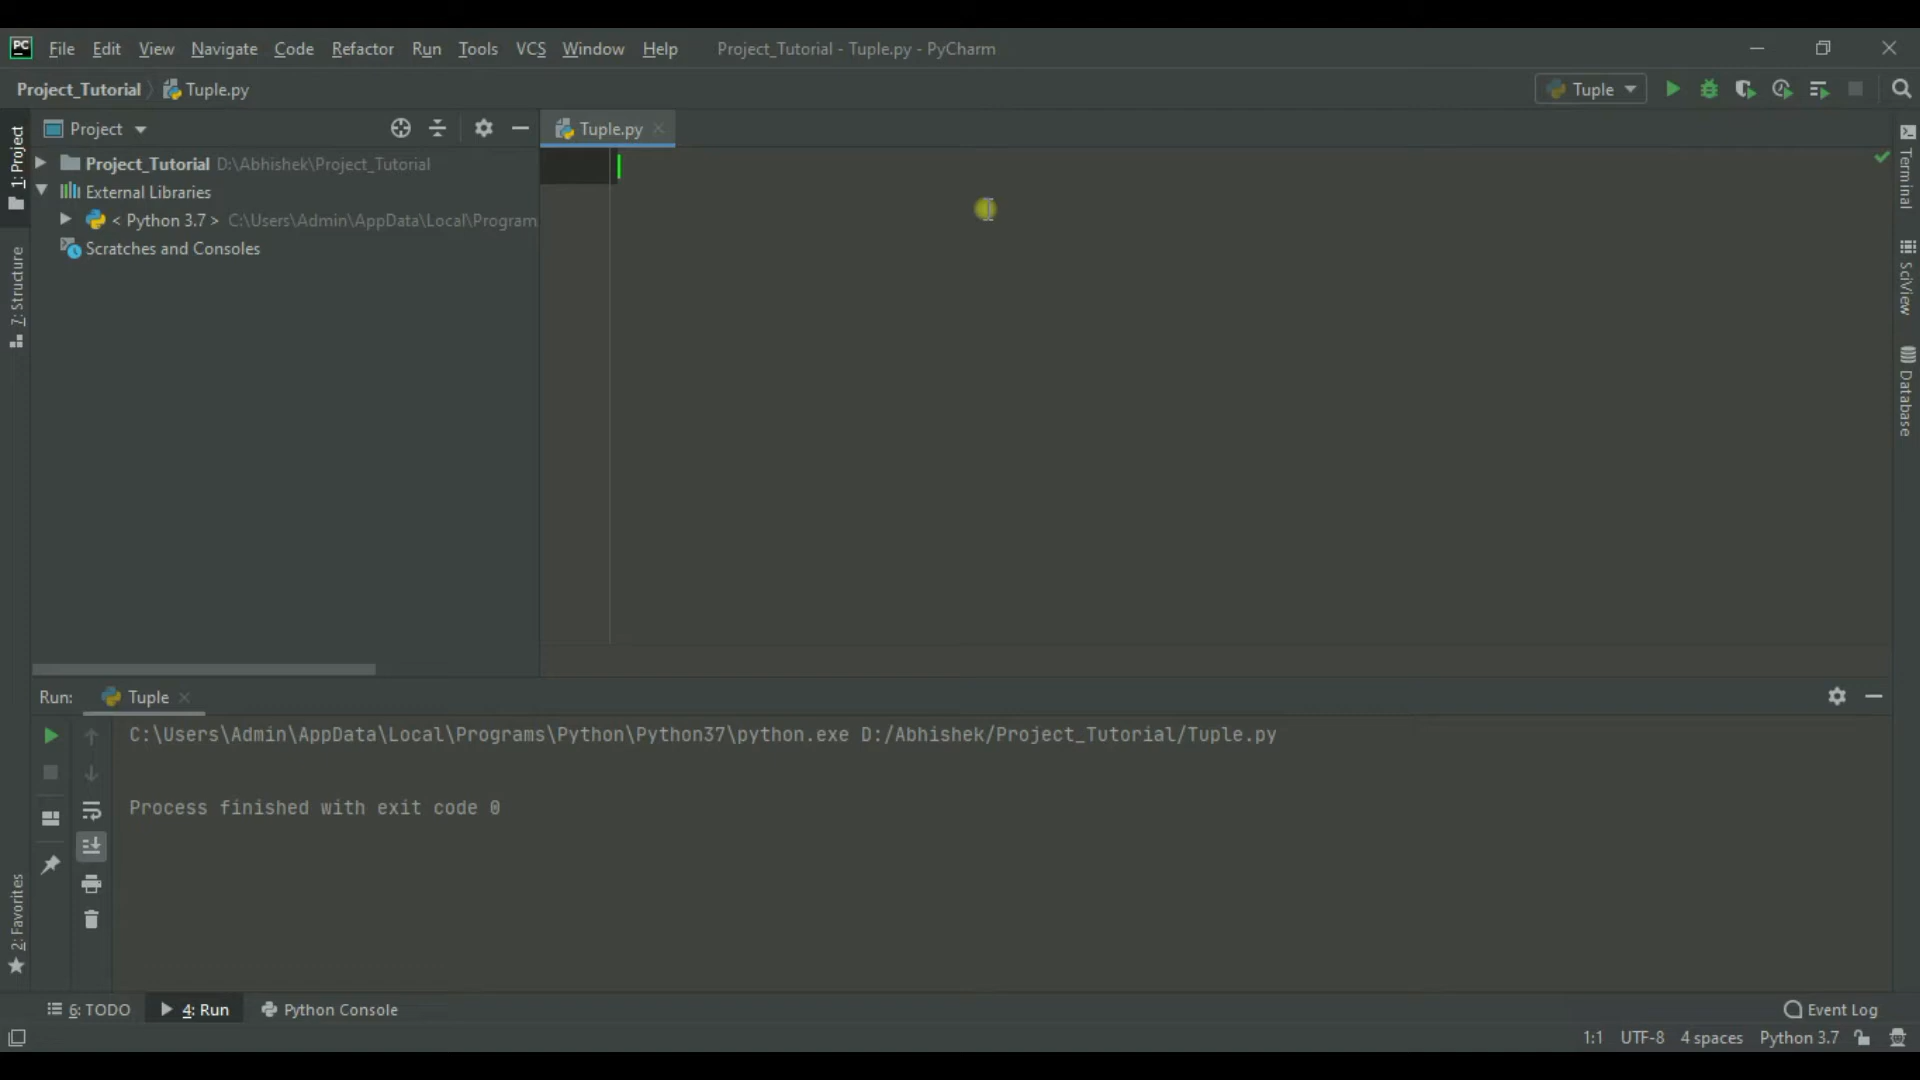 PC File Edit View Navigate Code Refactor Run Tools VCS Window Help Project_Tutorial - Tuple.py - PyCharm
Project_Tutorial Tuple.py Tuple
Project Tuple.py
1: Project
Project_Tutorial D:\Abhishek\Project_Tutorial
External Libraries
< Python 3.7 > C:\Users\Admin\AppData\Local\Program
Scratches and Consoles
7: Structure
Terminal
SciView
Database
Run: Tuple
C:\Users\Admin\AppData\Local\Programs\Python\Python37\python.exe D:/Abhishek/Project_Tutorial/Tuple.py
Process finished with exit code 0
2: Favorites
6: TODO 4: Run Python Console Event Log
1:1 UTF-8 4 spaces Python 3.7